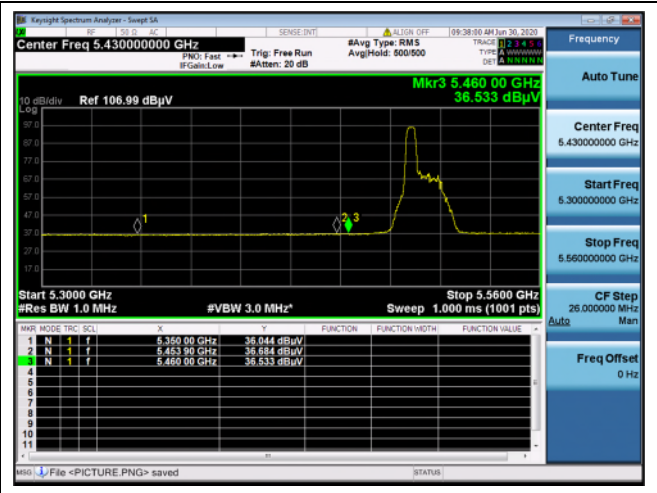 Keysight Spectrum Analyzer - Swept SA
RF 50 Ω AC SENSE:INT ALIGN OFF 09:38:00 AM Jun 30, 2020
Center Freq 5.430000000 GHz #Avg Type: RMS TRACE 1 2 3 4 5 6
PNO: Fast Trig: Free Run Avg|Hold: 500/500 TYPE A WWWWW
IFGain:Low #Atten: 20 dB DET A N N N N N
Mkr3 5.460 00 GHz
10 dB/div Ref 106.99 dBµV 36.533 dBµV
Log
97.0
87.0
77.0
67.0
57.0
47.0
37.0
27.0
17.0
1
2 3
Start 5.3000 GHz Stop 5.5600 GHz
#Res BW 1.0 MHz #VBW 3.0 MHz* Sweep 1.000 ms (1001 pts)
MKR MODE TRC SCL X Y FUNCTION FUNCTION WIDTH FUNCTION VALUE
1 N 1 f 5.350 00 GHz 36.044 dBµV
2 N 1 f 5.453 90 GHz 36.684 dBµV
3 N 1 f 5.460 00 GHz 36.533 dBµV
4
5
6
7
8
9
10
11
MSG File <PICTURE.PNG> saved STATUS
Frequency
Auto Tune
Center Freq
5.430000000 GHz
Start Freq
5.300000000 GHz
Stop Freq
5.560000000 GHz
CF Step
26.000000 MHz
Auto Man
Freq Offset
0 Hz